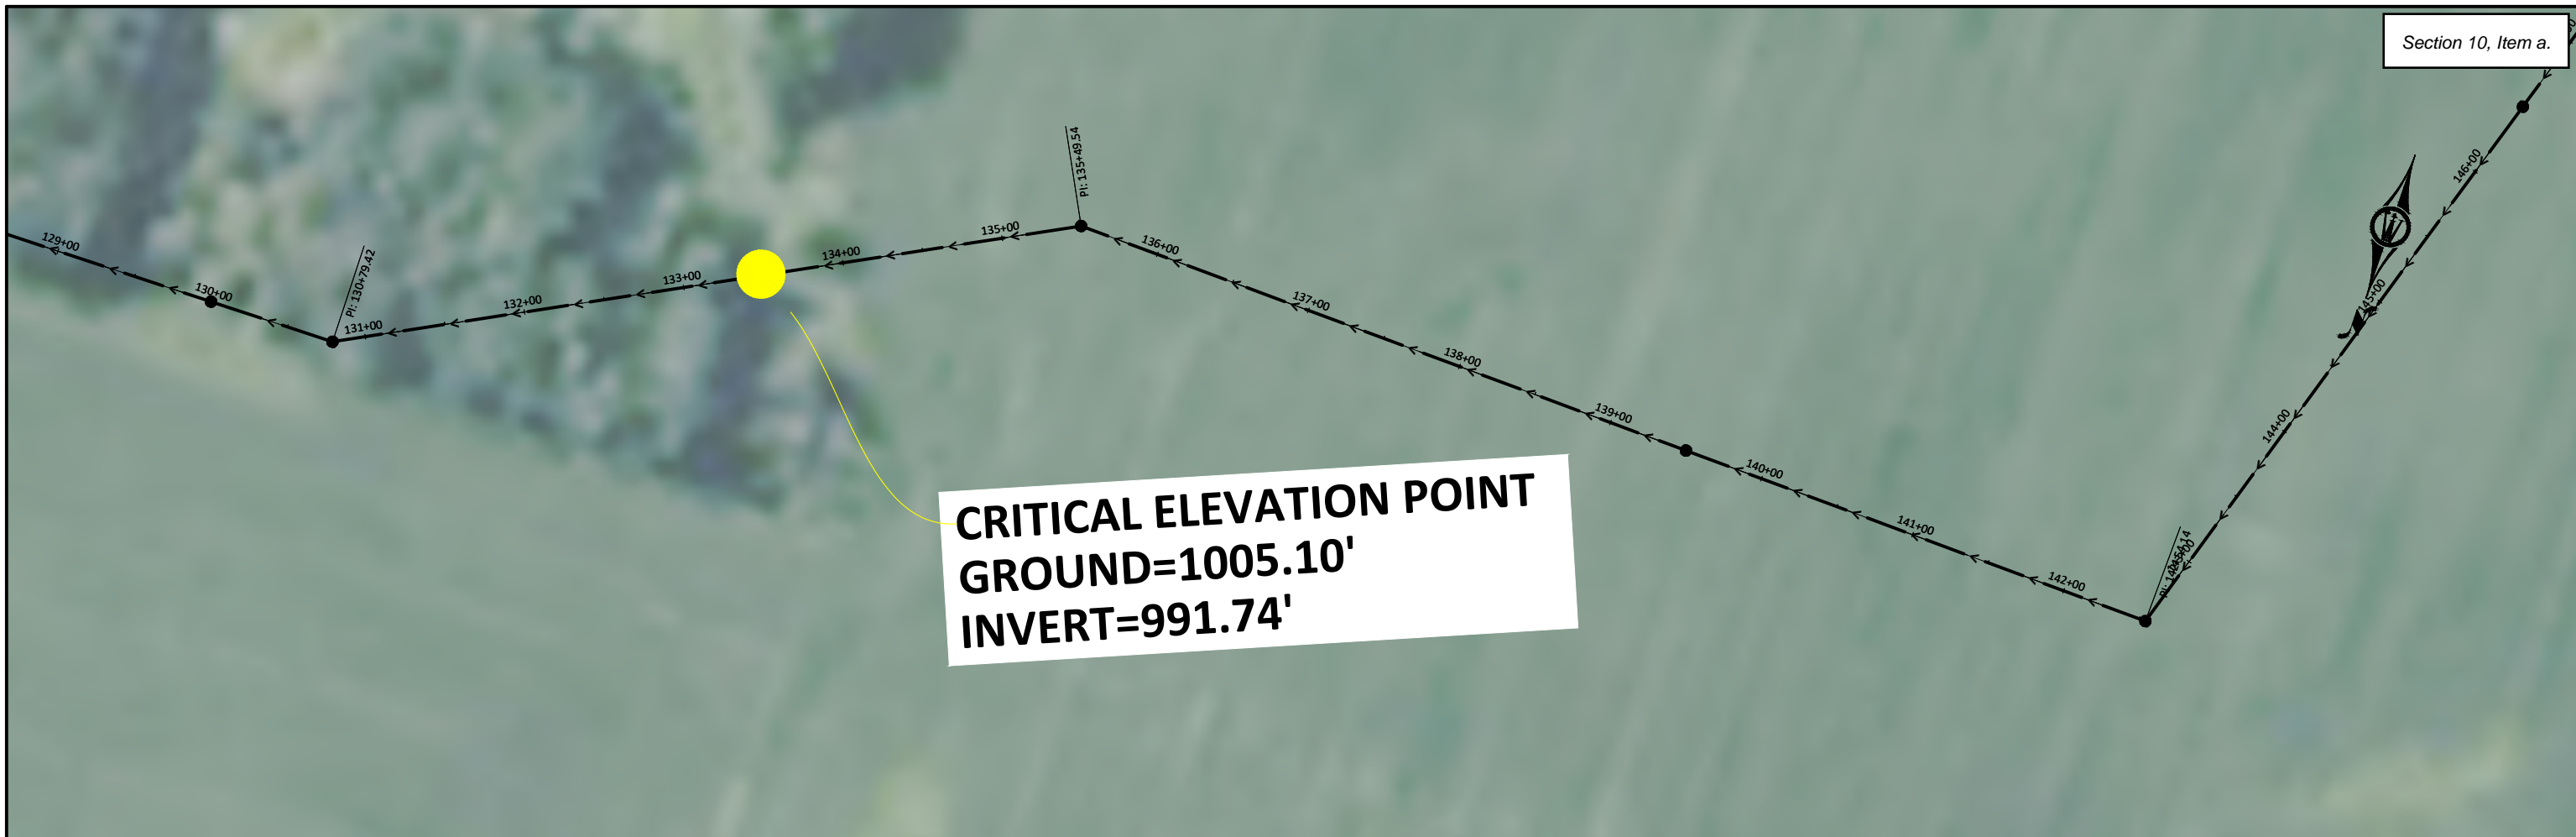 Section 10, Item a.
PI: 135+49.54
146+00
129+00
130+00
PI: 130+79.42
131+00
132+00
133+00
134+00
135+00
136+00
137+00
138+00
139+00
140+00
141+00
142+00
144+00
145+00
CRITICAL ELEVATION POINT
GROUND=1005.10'
INVERT=991.74'